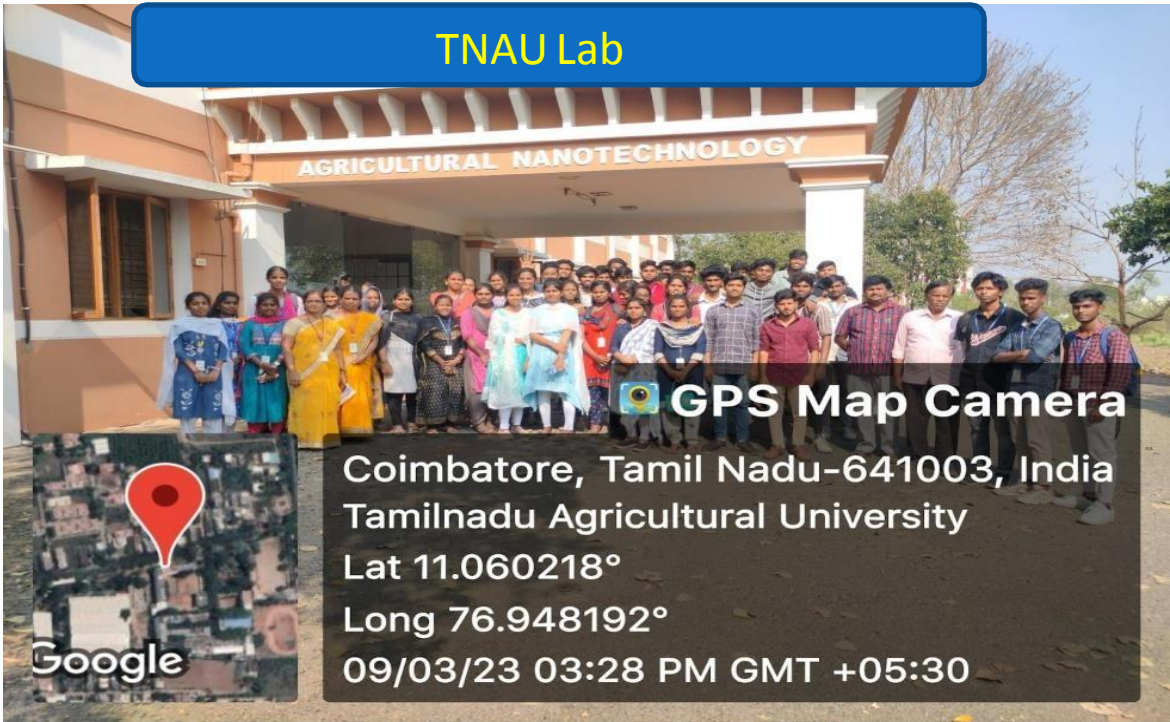 TNAU Lab
AGRICULTURAL NANOTECHNOLOGY
GPS Map Camera
Coimbatore, Tamil Nadu-641003, India
Tamilnadu Agricultural University
Lat 11.060218°
Long 76.948192°
09/03/23 03:28 PM GMT +05:30
Google